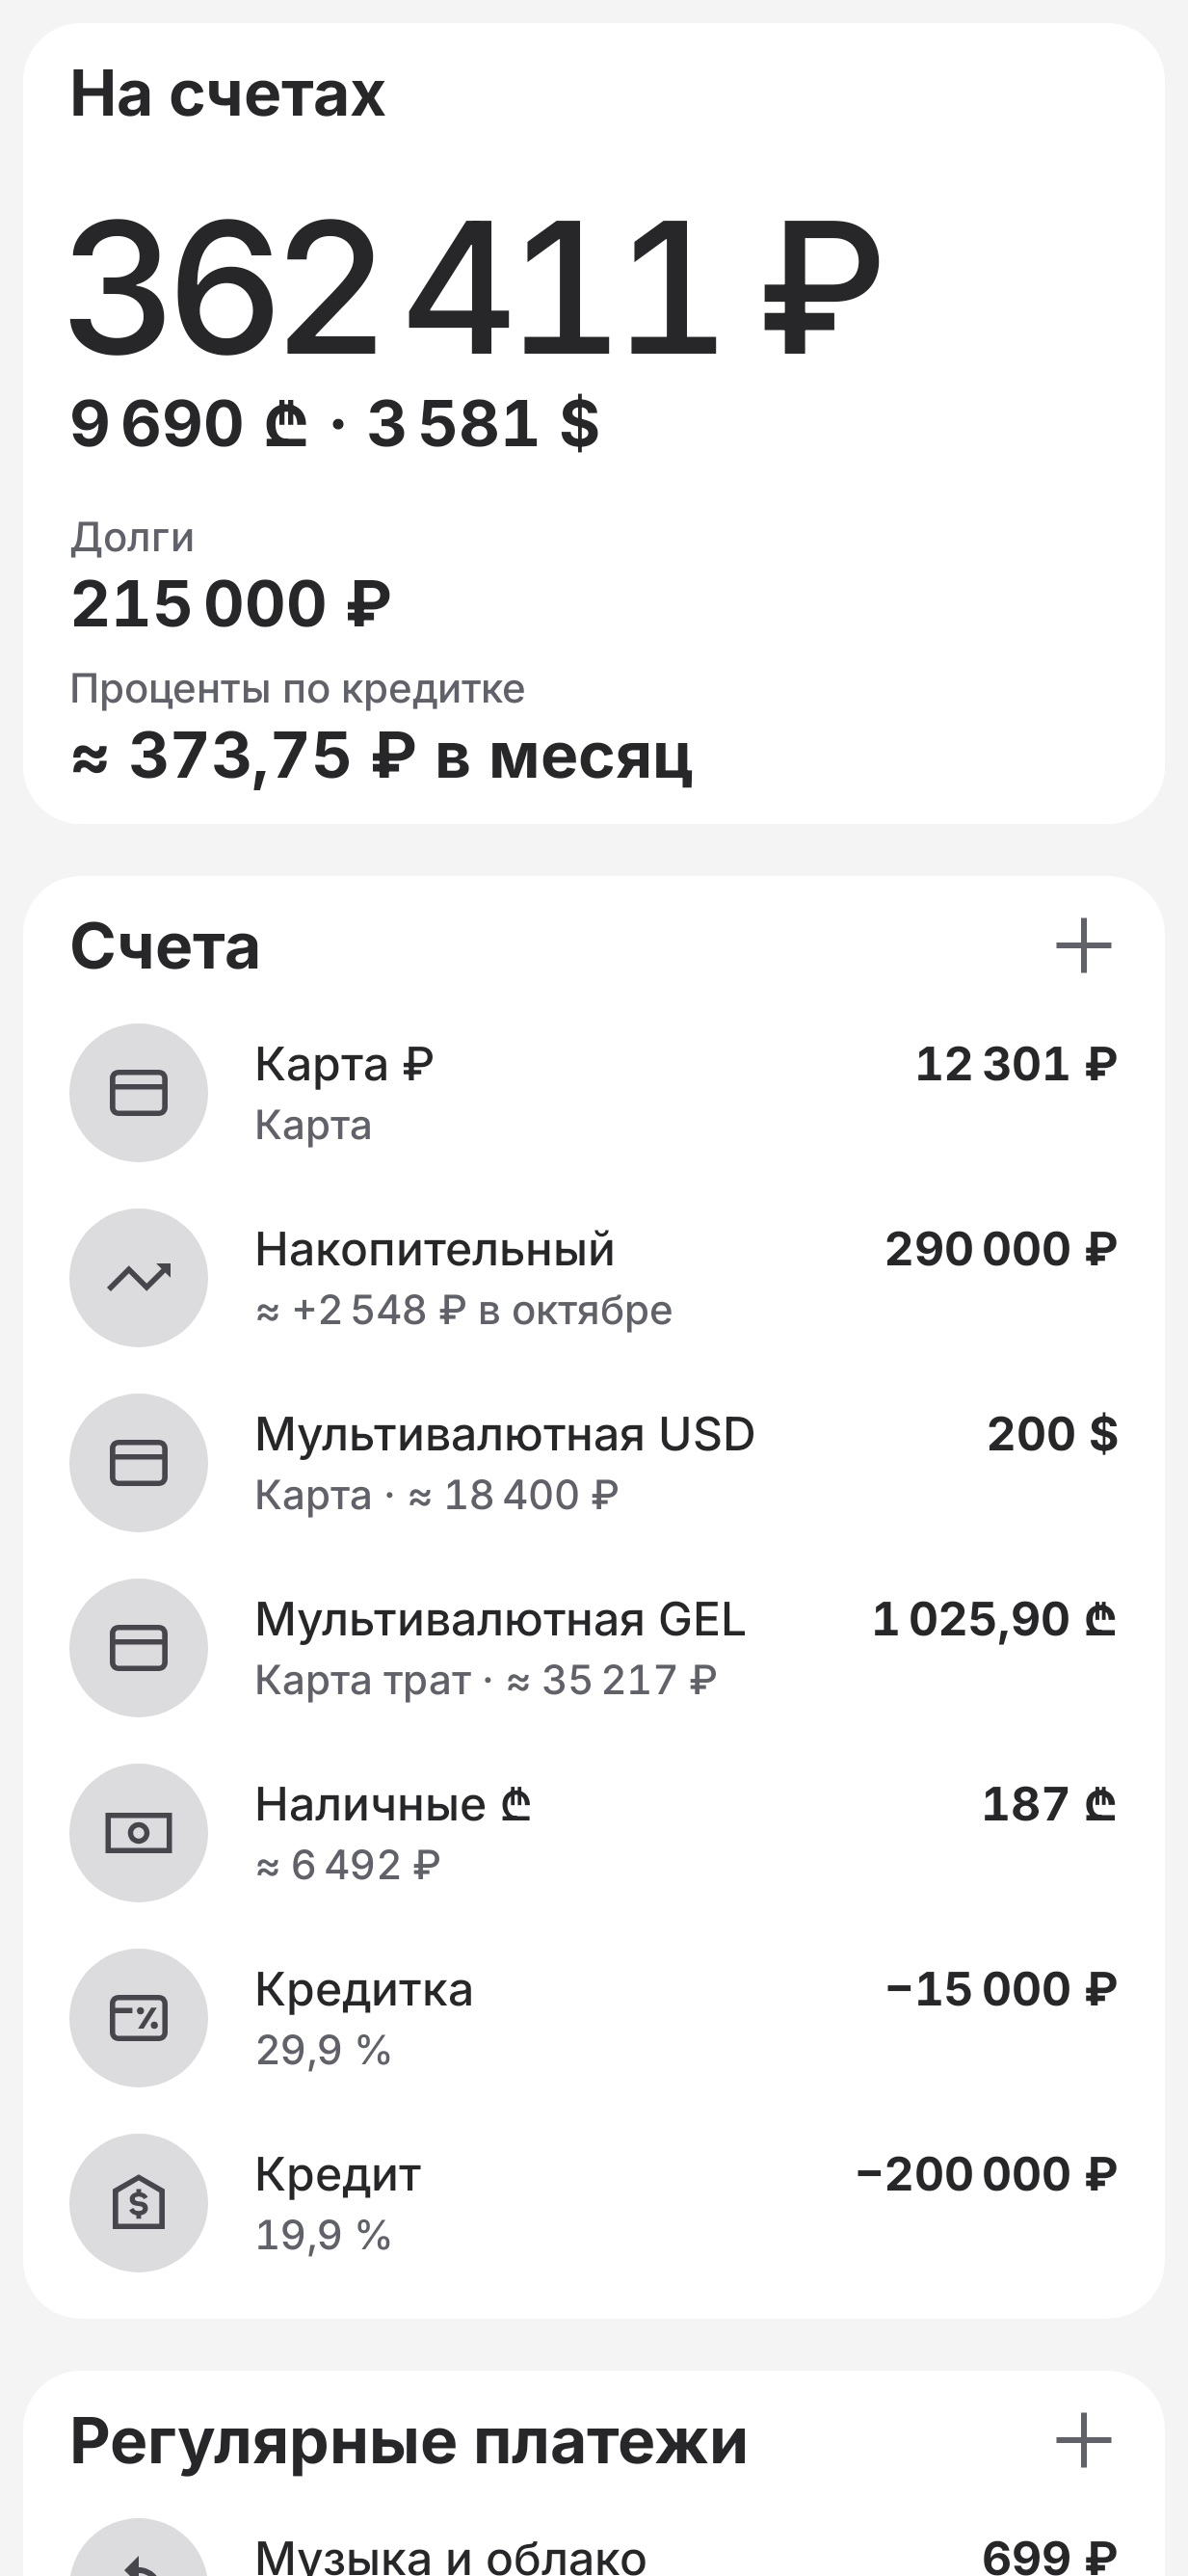 На счетах
362 411 ₽
9 690 ₾ · 3 581 $
Долги
215 000 ₽
Проценты по кредитке
≈ 373,75 ₽ в месяц
Счета
Карта ₽
12 301 ₽
Карта
Накопительный
290 000 ₽
≈ +2 548 ₽ в октябре
Мультивалютная USD
200 $
Карта · ≈ 18 400 ₽
Мультивалютная GEL
1 025,90 ₾
Карта трат · ≈ 35 217 ₽
Наличные ₾
187 ₾
≈ 6 492 ₽
Кредитка
−15 000 ₽
29,9 %
Кредит
−200 000 ₽
19,9 %
Регулярные платежи
Музыка и облако
699 ₽